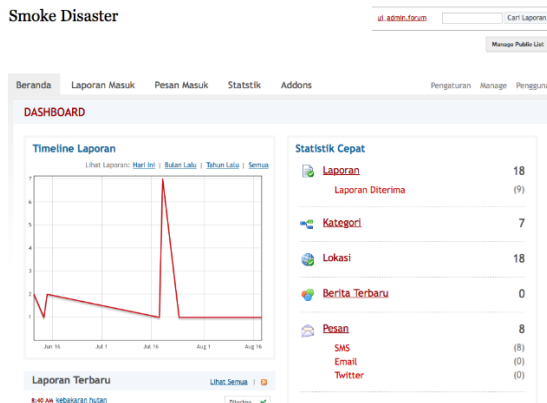 Smoke Disaster
ui_admin.forum
Cari Laporan
Manage Public List
Beranda Laporan Masuk Pesan Masuk Statstik Addons
Pengaturan Manage Pengguna
DASHBOARD
Timeline Laporan
Lihat Laporan: Hari Ini | Bulan Lalu | Tahun Lalu | Semua
7
6
5
4
3
2
1
Jun 16 Jul 1 Jul 16 Aug 1 Aug 16
Laporan Terbaru
Lihat Semua |
8:40 AM kebakaran hutan
Diterima
Statistik Cepat
Laporan 18
Laporan Diterima (9)
Kategori 7
Lokasi 18
Berita Terbaru 0
Pesan 8
SMS (8)
Email (0)
Twitter (0)